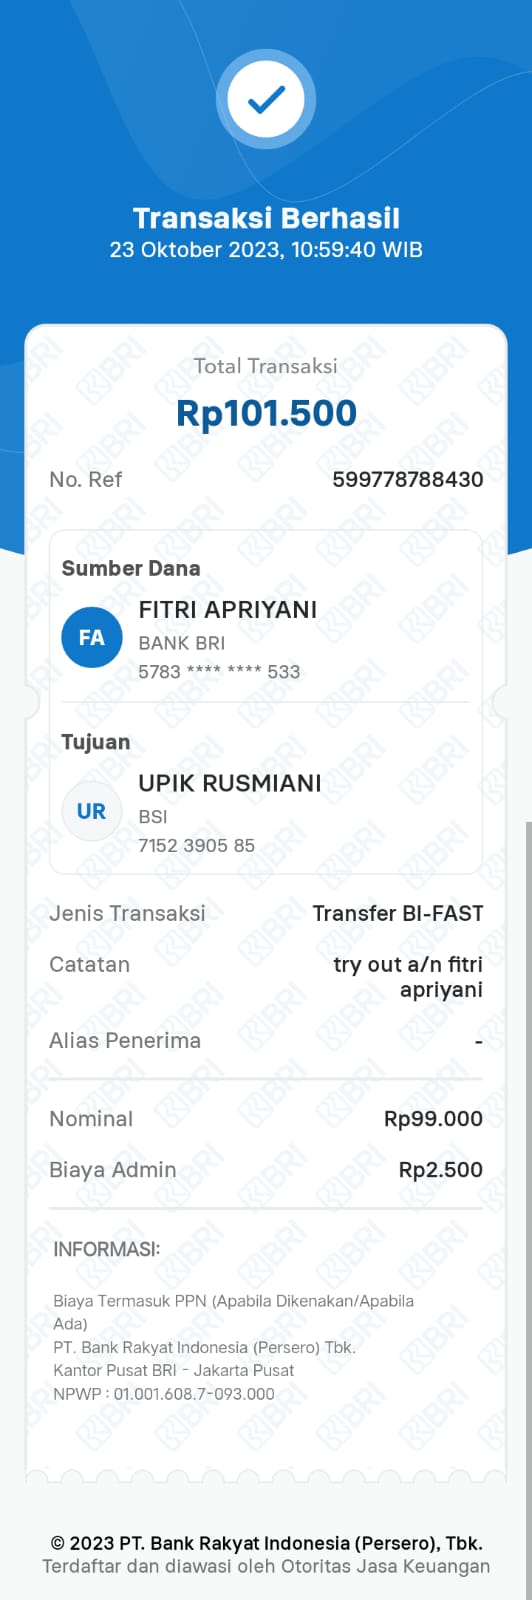 Transaksi Berhasil
23 Oktober 2023, 10:59:40 WIB
Total Transaksi
Rp101.500
No. Ref 599778788430
Sumber Dana
FA
FITRI APRIYANI
BANK BRI
5783 **** **** 533
Tujuan
UR
UPIK RUSMIANI
BSI
7152 3905 85
Jenis Transaksi Transfer BI-FAST
Catatan try out a/n fitri
apriyani
Alias Penerima -
Nominal Rp99.000
Biaya Admin Rp2.500
INFORMASI:
Biaya Termasuk PPN (Apabila Dikenakan/Apabila
Ada)
PT. Bank Rakyat Indonesia (Persero) Tbk.
Kantor Pusat BRI - Jakarta Pusat
NPWP : 01.001.608.7-093.000
© 2023 PT. Bank Rakyat Indonesia (Persero), Tbk.
Terdaftar dan diawasi oleh Otoritas Jasa Keuangan